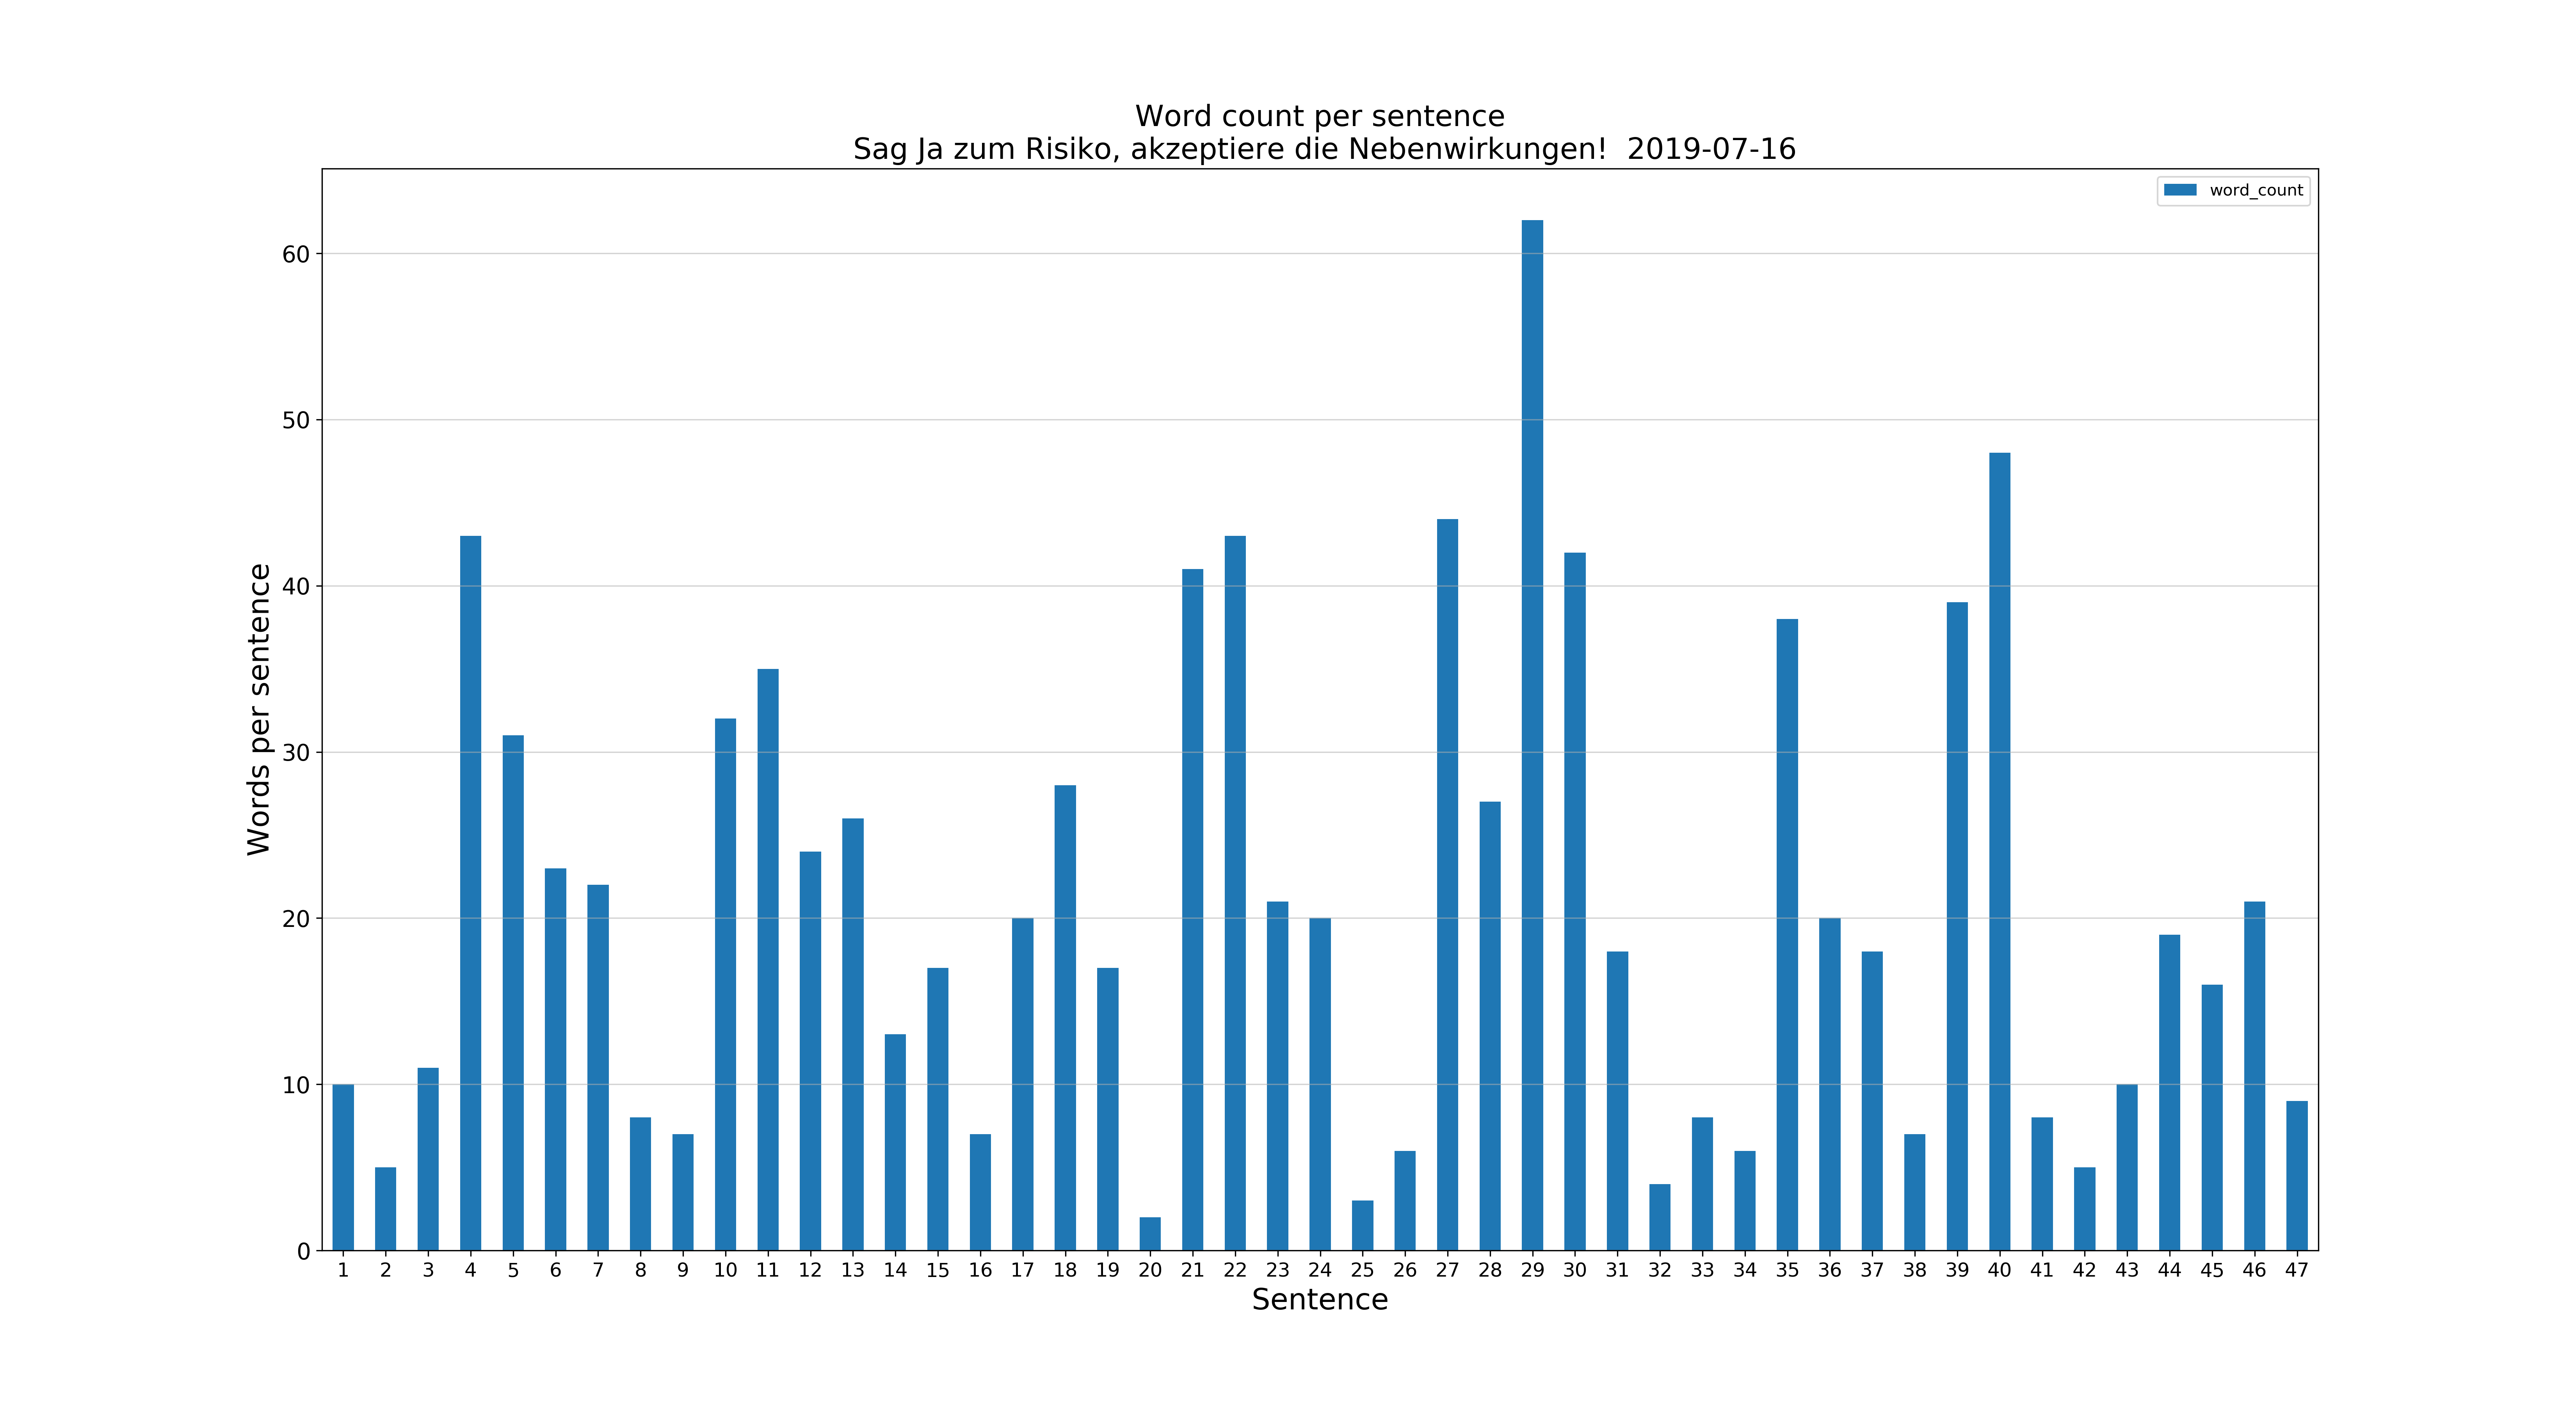 Word count per sentence
Sag Ja zum Risiko, akzeptiere die Nebenwirkungen!  2019-07-16
word_count
60
50
40
30
20
10
0
Words per sentence
1 2 3 4 5 6 7 8 9 10 11 12 13 14 15 16 17 18 19 20 21 22 23 24 25 26 27 28 29 30 31 32 33 34 35 36 37 38 39 40 41 42 43 44 45 46 47
Sentence